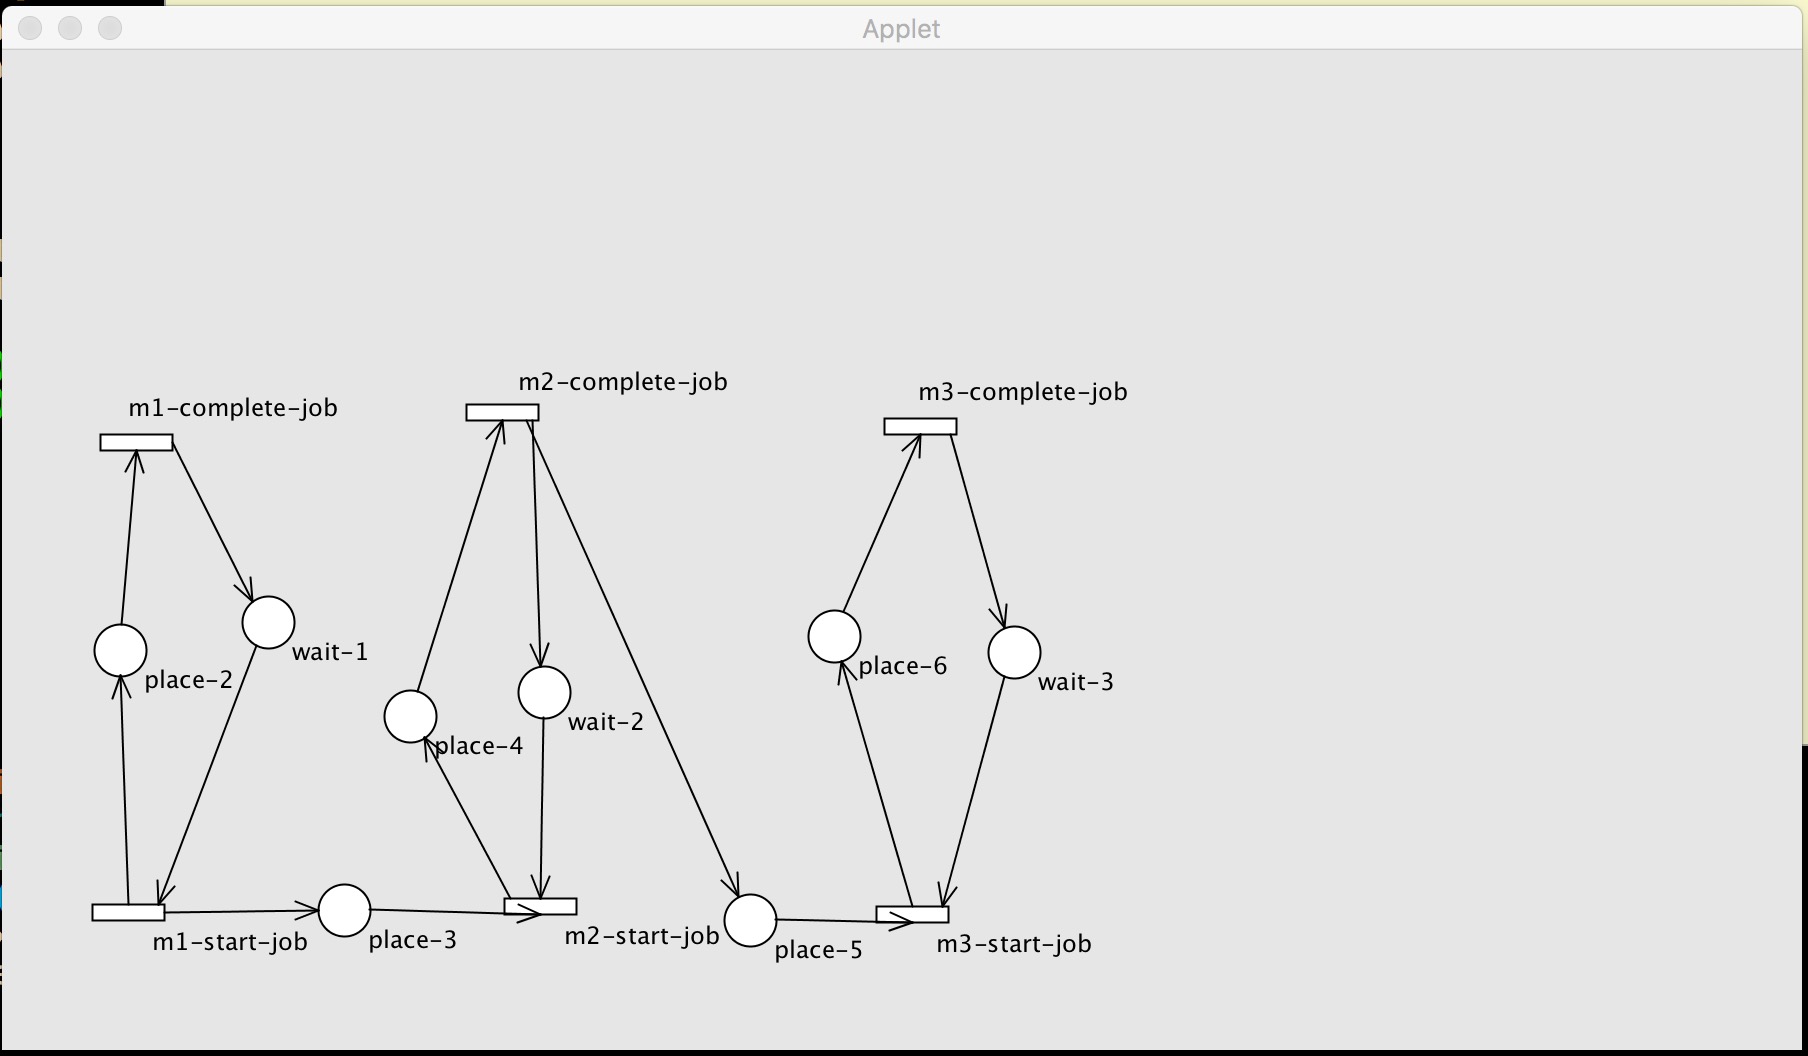 Applet
m2-complete-job
m3-complete-job
m1-complete-job
wait-1
place-6
place-2
wait-3
wait-2
place-4
m2-start-job
place-3
m1-start-job
m3-start-job
place-5